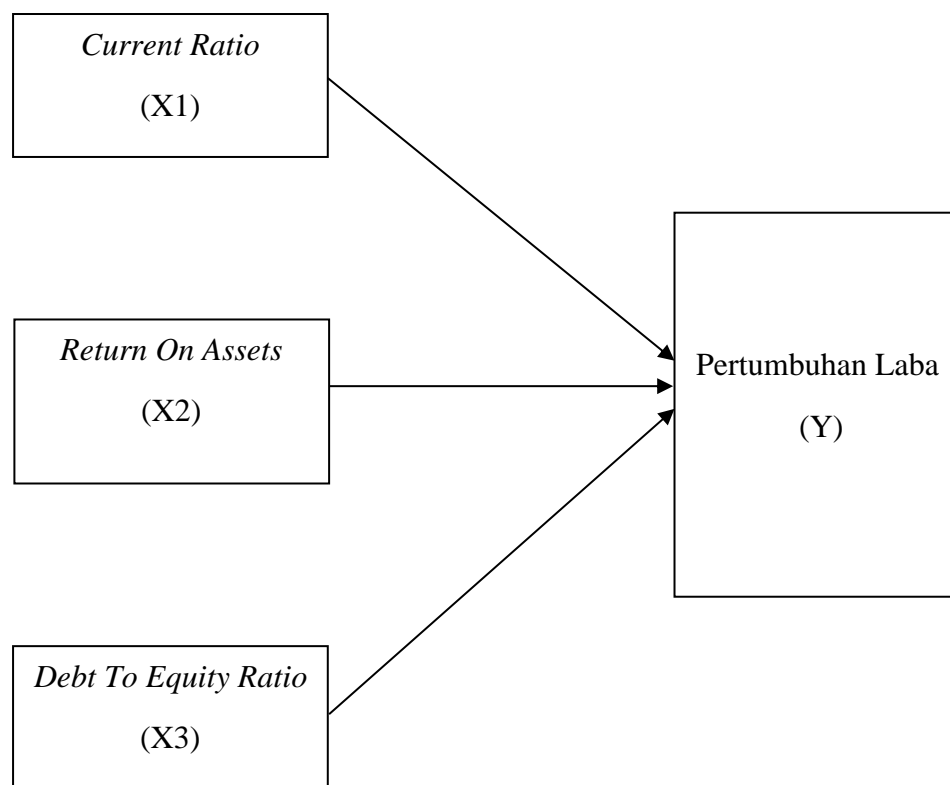 Current Ratio
(X1)
Return On Assets
(X2)
Pertumbuhan Laba
(Y)
Debt To Equity Ratio
(X3)